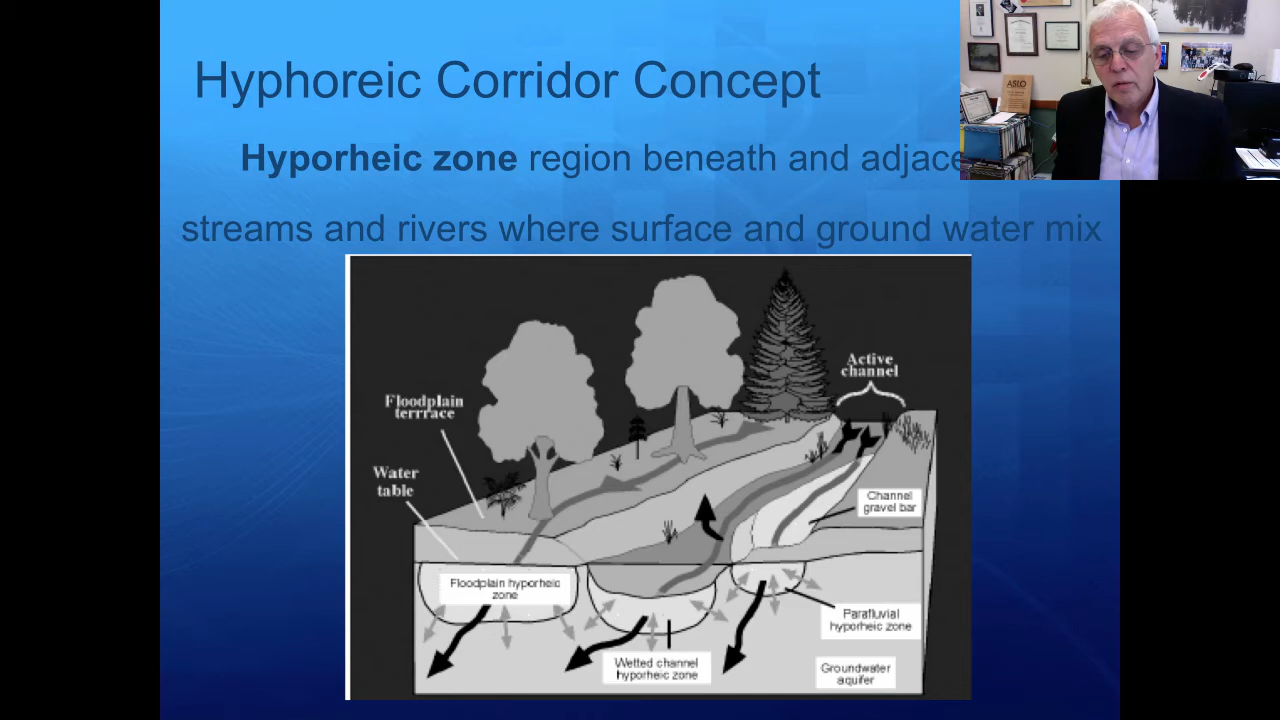 Hyphoreic Corridor Concept
ASLO
Hyporheic zone region beneath and adjace
streams and rivers where surface and ground water mix
Active
channel
Floodplain
terrrace
Water
table
Channel
gravel bar
Floodplain hyporheic
zone
Parafluvial
hyporheic zone
Wetted channel
hyporheic zone
Groundwater
aquifer